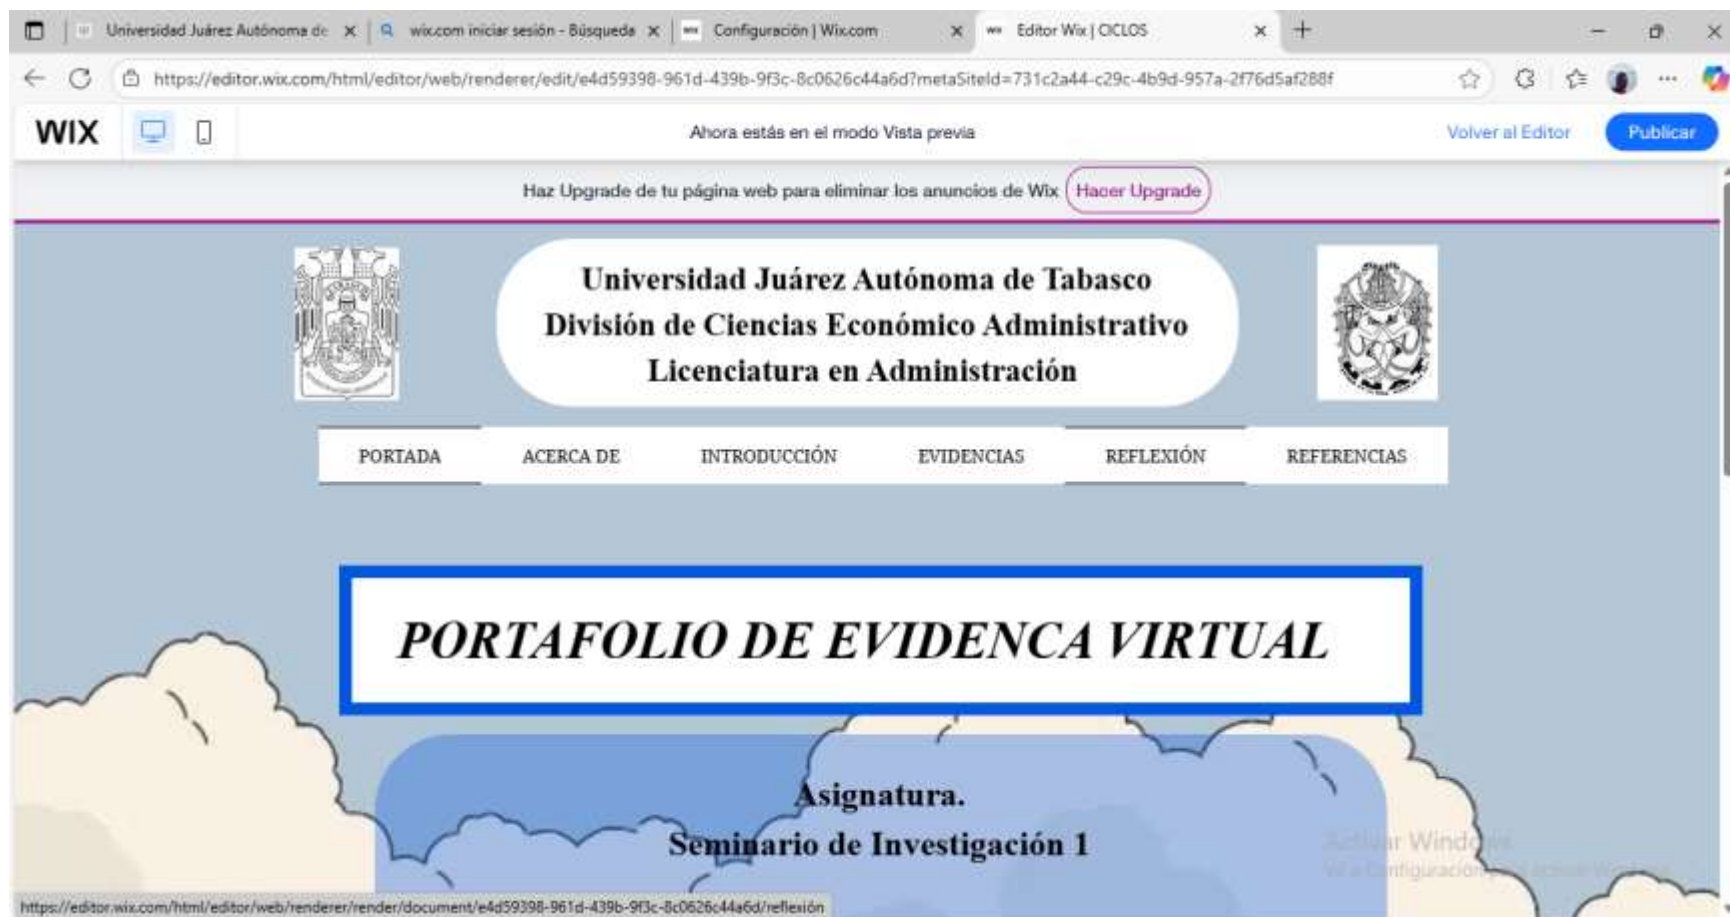 Universidad Juárez Autónoma de
wix.com iniciar sesión - Búsqueda
Configuración | Wix.com
Editor Wix | CICLOS
https://editor.wix.com/html/editor/web/renderer/edit/e4d59398-961d-439b-9f3c-8c0626c44a6d?metaSiteId=731c2a44-c29c-4b9d-957a-2f76d5af288f
WIX
Ahora estás en el modo Vista previa
Volver al Editor
Publicar
Haz Upgrade de tu página web para eliminar los anuncios de Wix
Hacer Upgrade
Universidad Juárez Autónoma de Tabasco
División de Ciencias Económico Administrativo
Licenciatura en Administración
PORTADA
ACERCA DE
INTRODUCCIÓN
EVIDENCIAS
REFLEXIÓN
REFERENCIAS
PORTAFOLIO DE EVIDENCA VIRTUAL
Asignatura.
Seminario de Investigación 1
Activar Windows
https://editor.wix.com/html/editor/web/renderer/render/document/e4d59398-961d-439b-9f3c-8c0626c44a6d/reflexión